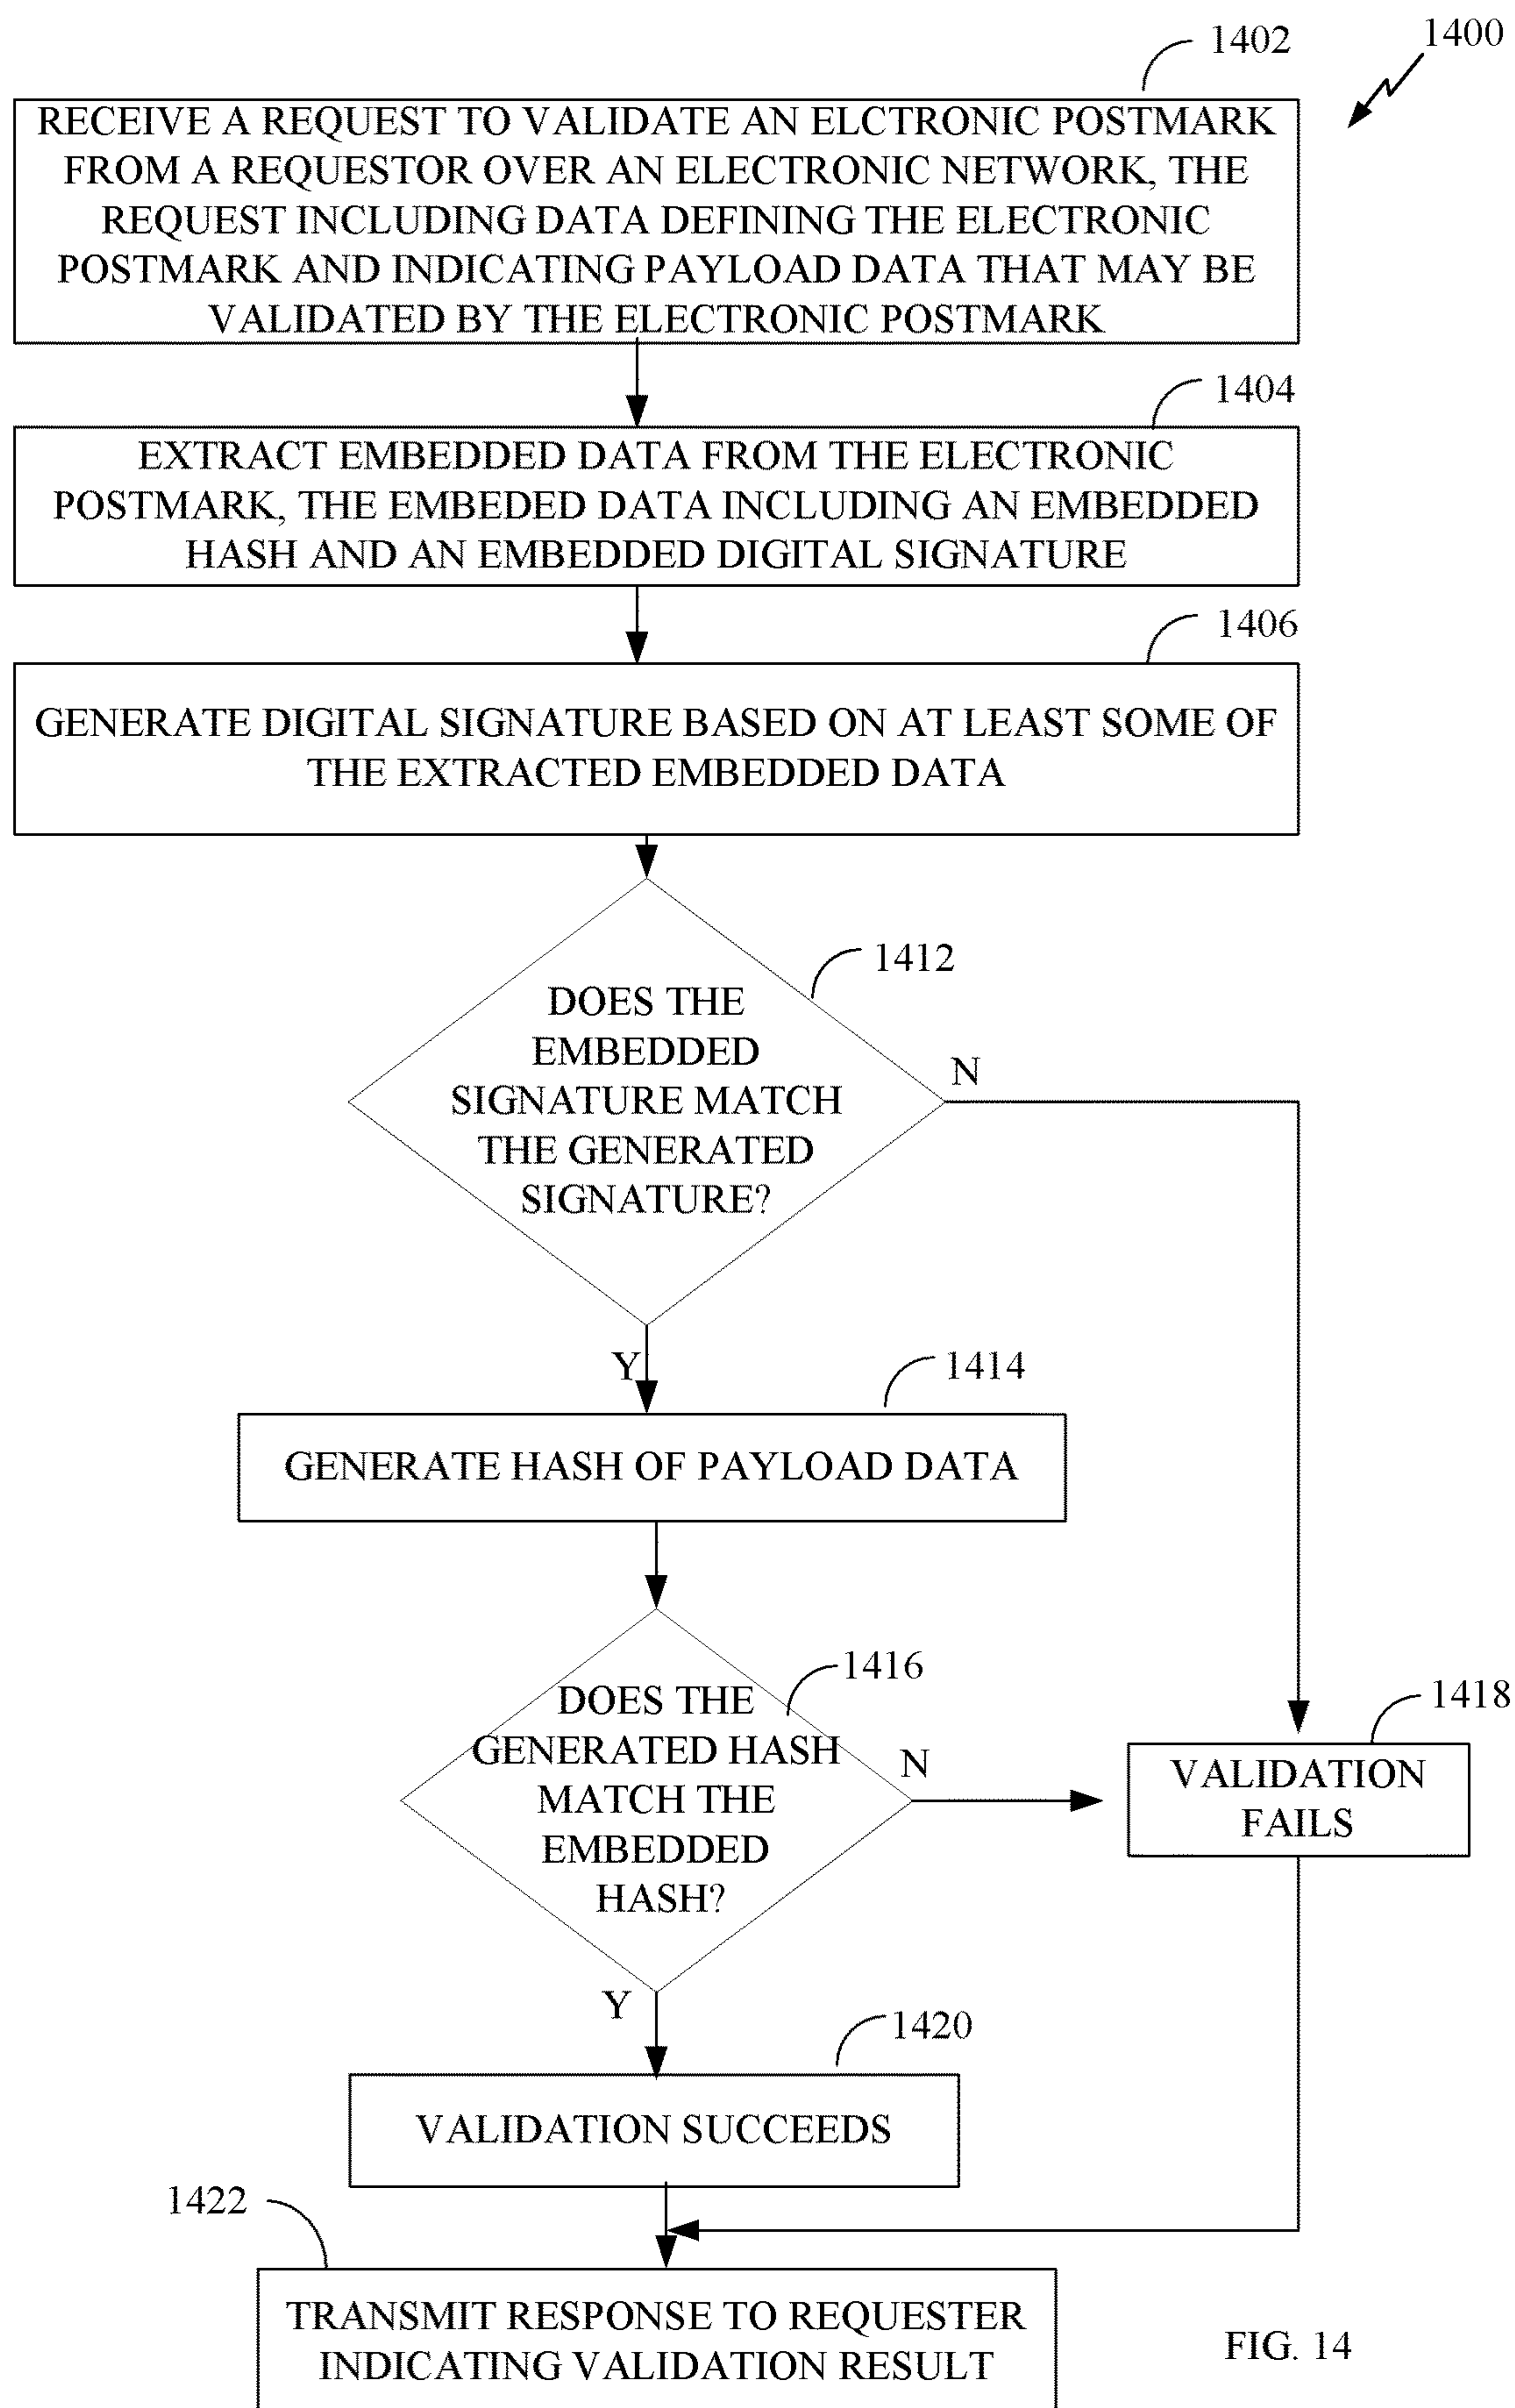 1402
1400
RECEIVE A REQUEST TO VALIDATE AN ELCTRONIC POSTMARK
FROM A REQUESTOR OVER AN ELECTRONIC NETWORK, THE
REQUEST INCLUDING DATA DEFINING THE ELECTRONIC
POSTMARK AND INDICATING PAYLOAD DATA THAT MAY BE
VALIDATED BY THE ELECTRONIC POSTMARK
1404
EXTRACT EMBEDDED DATA FROM THE ELECTRONIC
POSTMARK, THE EMBEDED DATA INCLUDING AN EMBEDDED
HASH AND AN EMBEDDED DIGITAL SIGNATURE
1406
GENERATE DIGITAL SIGNATURE BASED ON AT LEAST SOME OF
THE EXTRACTED EMBEDDED DATA
1412
DOES THE
EMBEDDED
SIGNATURE MATCH
THE GENERATED
SIGNATURE?
N
Y
1414
GENERATE HASH OF PAYLOAD DATA
1416
DOES THE
GENERATED HASH
MATCH THE
EMBEDDED
HASH?
N
1418
VALIDATION
FAILS
Y
1420
VALIDATION SUCCEEDS
1422
TRANSMIT RESPONSE TO REQUESTER
INDICATING VALIDATION RESULT
FIG. 14